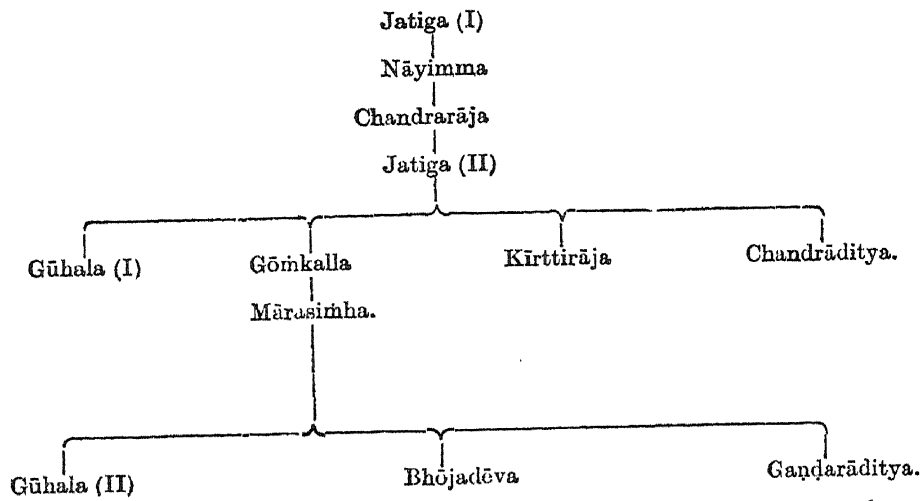 Jatiga (I)
Nāyimma
Chandrarāja
Jatiga (II)
Gūhala (I) Gōṁkalla Kīrttirāja Chandrāditya.
Mārasiṁha.
Gūhala (II) Bhōjadēva Gaṇḍarāditya.